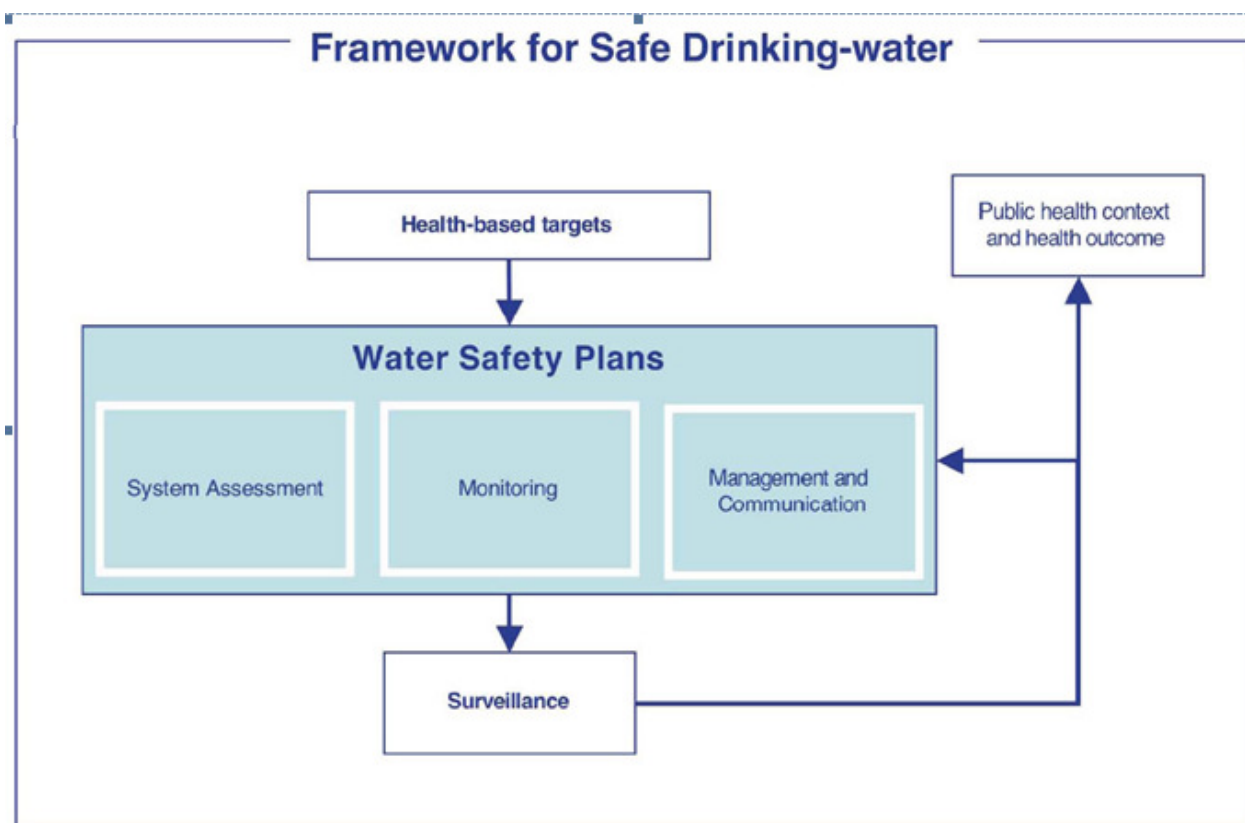 Framework for Safe Drinking-water
Health-based targets
Public health context
and health outcome
Water Safety Plans
System Assessment
Monitoring
Management and
Communication
Surveillance